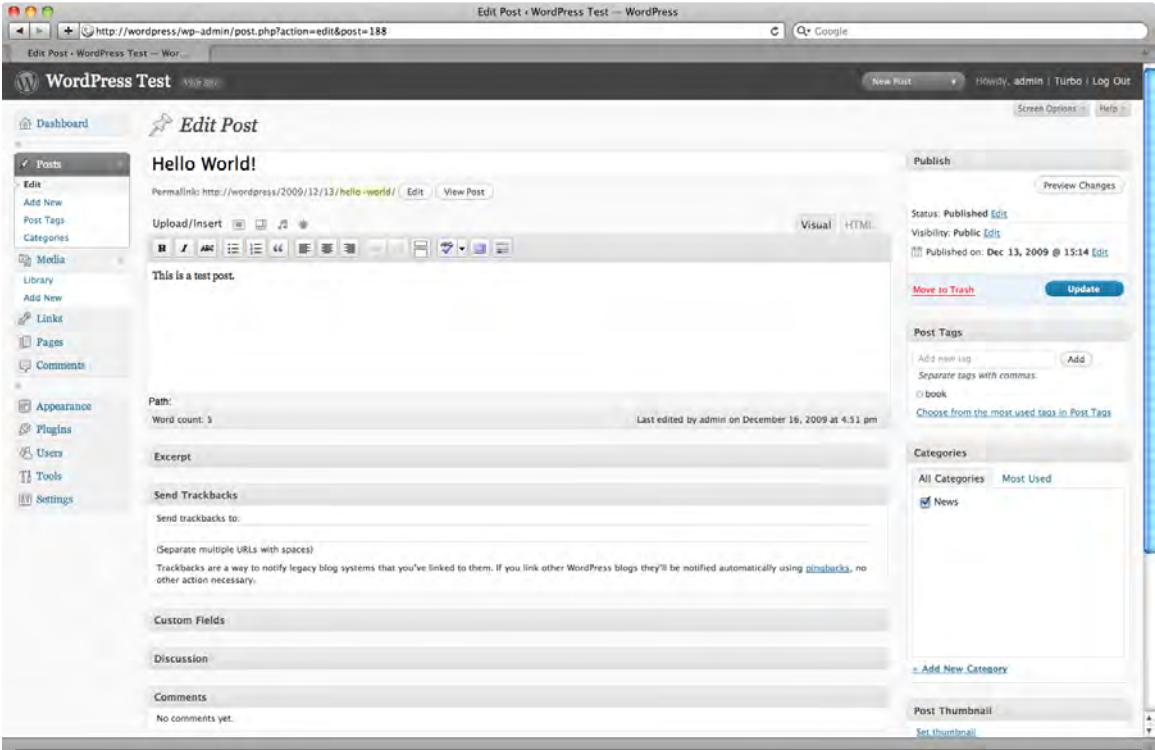 Edit Post ‹ WordPress Test — WordPress
http://wordpress/wp-admin/post.php?action=edit&post=188
Google
Edit Post ‹ WordPress Test — Wor...
WordPress Test
Visit Site
New Post
Howdy, admin | Turbo | Log Out
Screen Options
Help
Dashboard
Posts
Edit
Add New
Post Tags
Categories
Media
Library
Add New
Links
Pages
Comments
Appearance
Plugins
Users
Tools
Settings
Edit Post
Hello World!
Permalink: http://wordpress/2009/12/13/hello-world/ Edit View Post
Upload/Insert
Visual HTML
B I ABC
This is a test post.
Path:
Word count: 5
Last edited by admin on December 16, 2009 at 4:51 pm
Excerpt
Send Trackbacks
Send trackbacks to:
(Separate multiple URLs with spaces)
Trackbacks are a way to notify legacy blog systems that you've linked to them. If you link other WordPress blogs they'll be notified automatically using pingbacks, no
other action necessary.
Custom Fields
Discussion
Comments
No comments yet.
Publish
Preview Changes
Status: Published Edit
Visibility: Public Edit
Published on: Dec 13, 2009 @ 15:14 Edit
Move to Trash
Update
Post Tags
Add new tag
Add
Separate tags with commas.
book
Choose from the most used tags in Post Tags
Categories
All Categories Most Used
News
+ Add New Category
Post Thumbnail
Set thumbnail